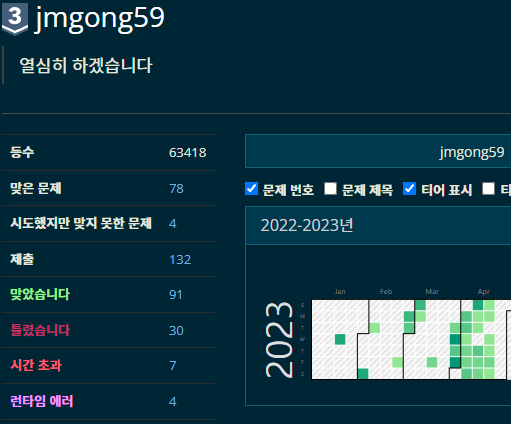 3 jmgong59
열심히 하겠습니다
등수 63418
맞은 문제 78
시도했지만 맞지 못한 문제 4
제출 132
맞았습니다 91
틀렸습니다 30
시간 초과 7
런타임 에러 4
jmgong59
문제 번호 문제 제목 티어 표시 티
2022-2023년
Jan Feb Mar Apr
2023
S
M
T
W
T
F
S